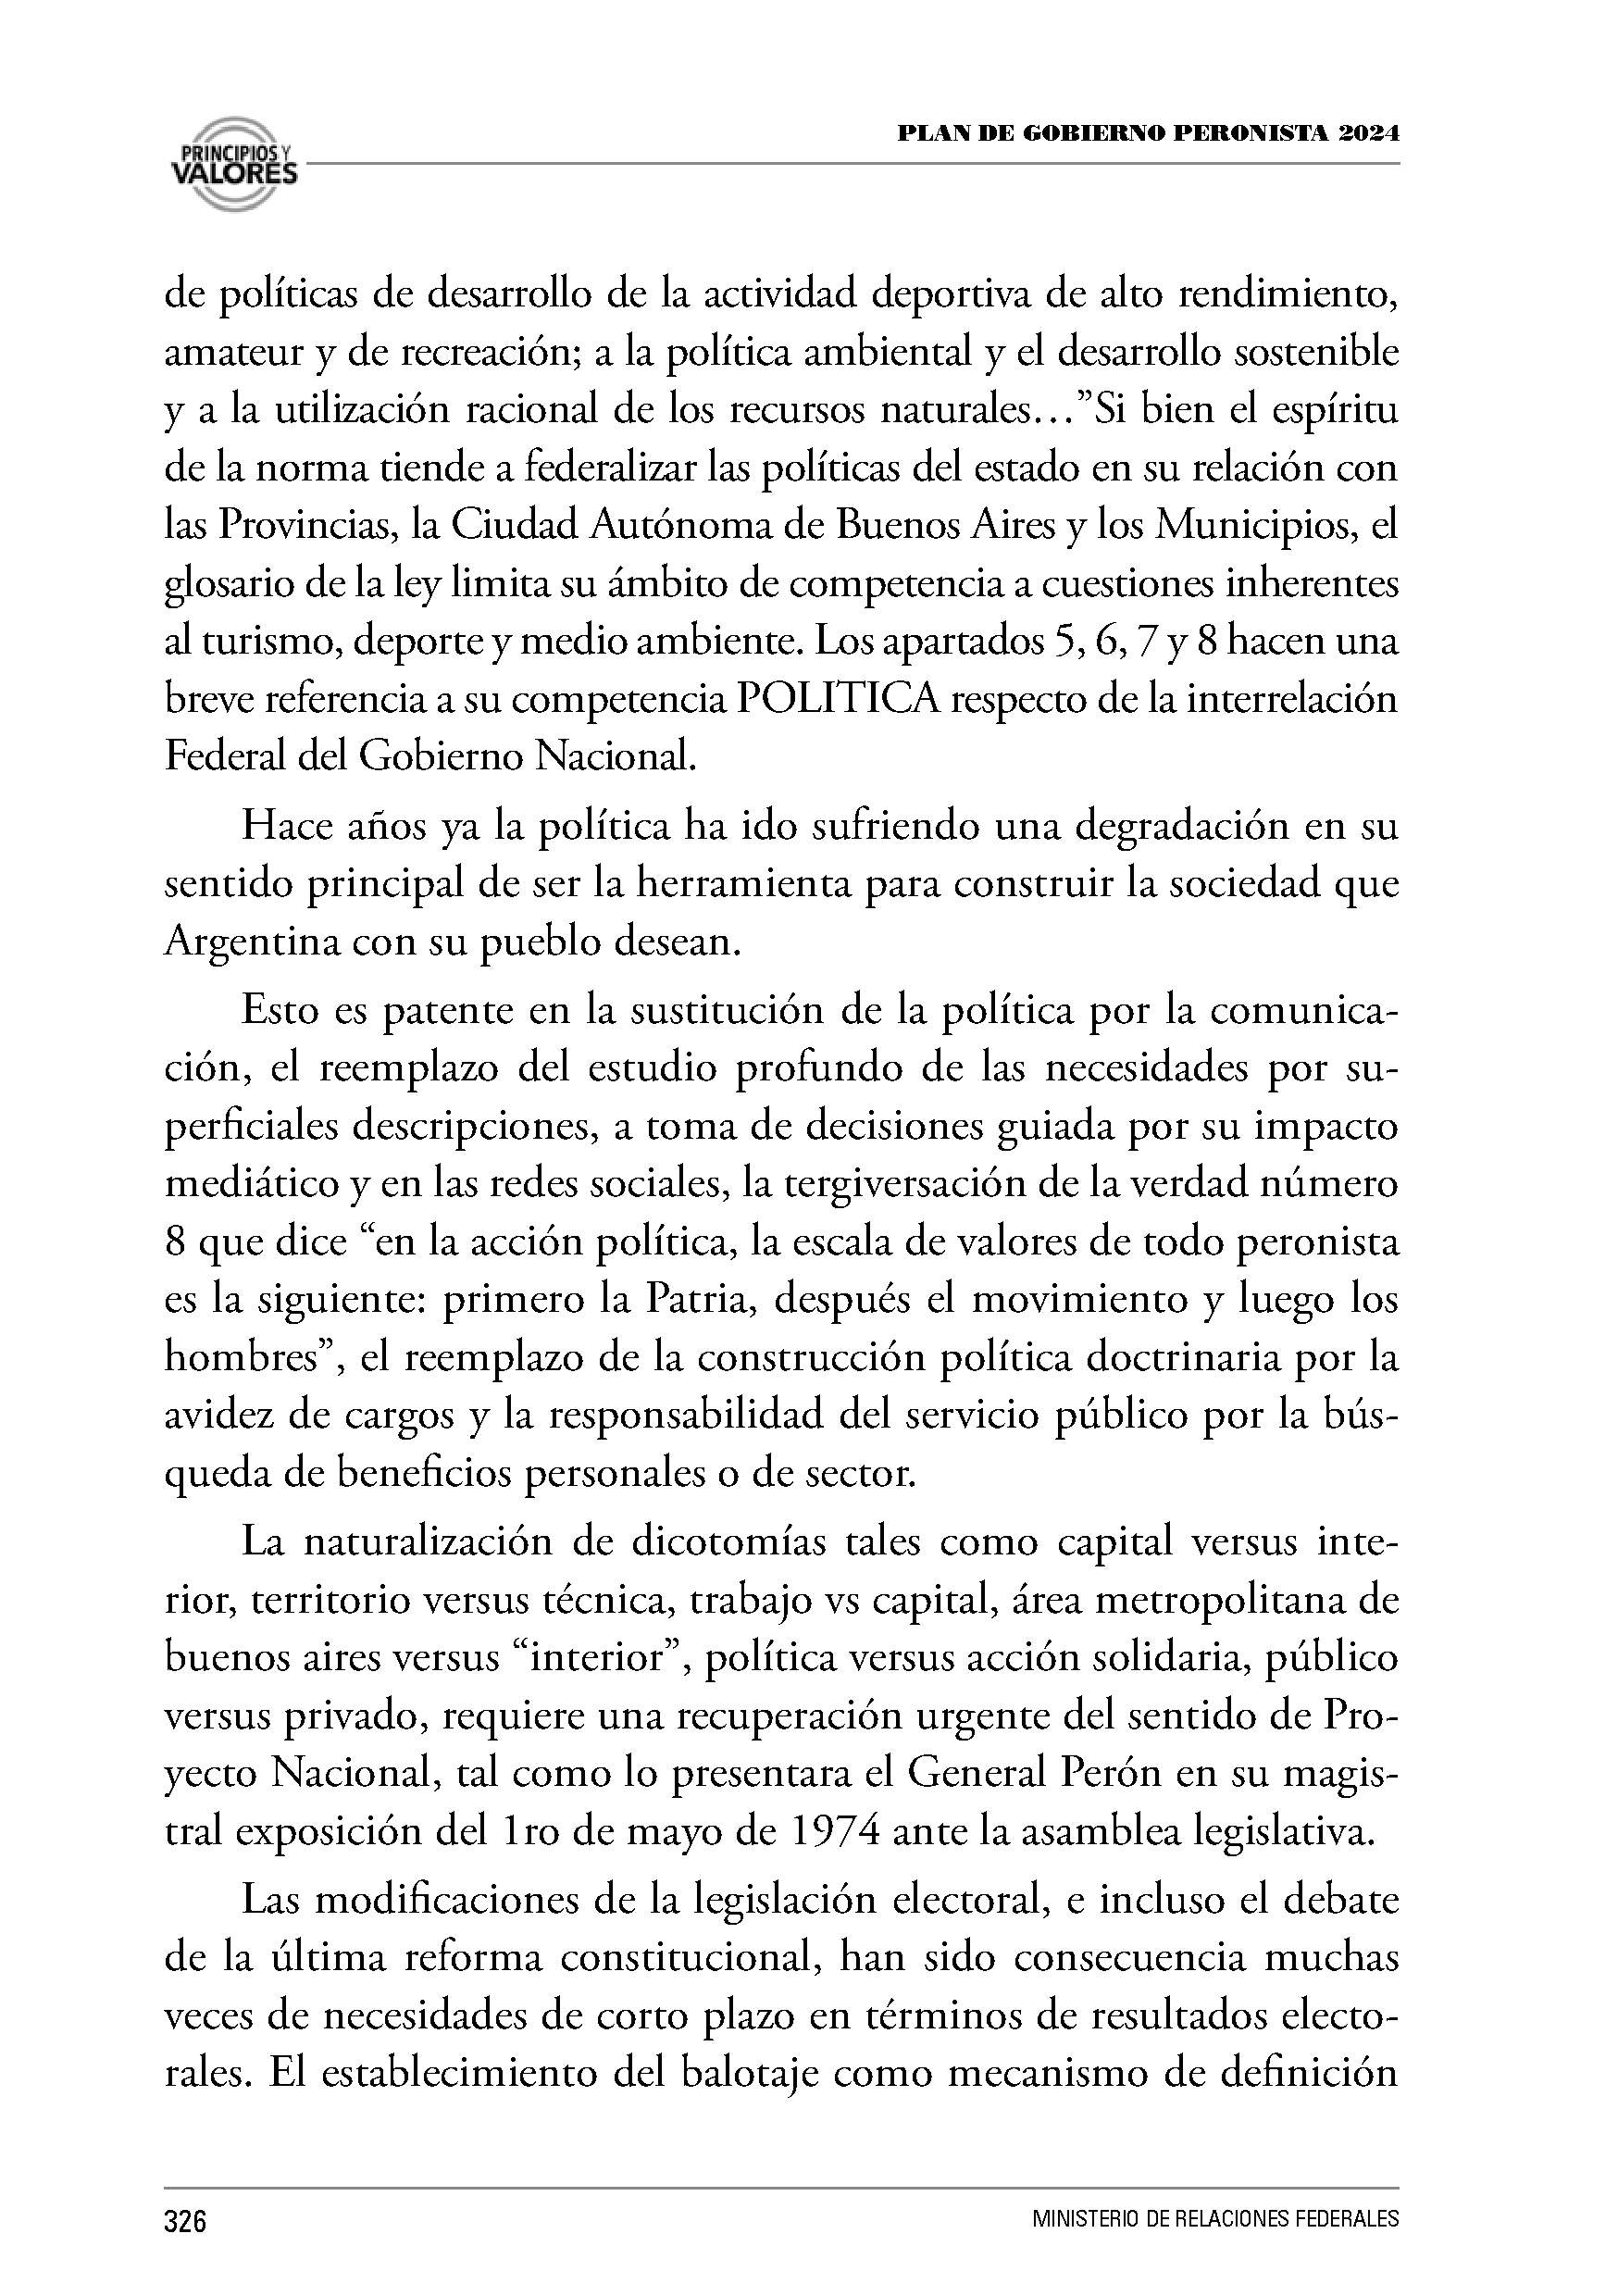 PRINCIPIOS Y
VALORES
PLAN DE GOBIERNO PERONISTA 2024
de políticas de desarrollo de la actividad deportiva de alto rendimiento,
amateur y de recreación; a la política ambiental y el desarrollo sostenible
y a la utilización racional de los recursos naturales…”Si bien el espíritu
de la norma tiende a federalizar las políticas del estado en su relación con
las Provincias, la Ciudad Autónoma de Buenos Aires y los Municipios, el
glosario de la ley limita su ámbito de competencia a cuestiones inherentes
al turismo, deporte y medio ambiente. Los apartados 5, 6, 7 y 8 hacen una
breve referencia a su competencia POLITICA respecto de la interrelación
Federal del Gobierno Nacional.
Hace años ya la política ha ido sufriendo una degradación en su
sentido principal de ser la herramienta para construir la sociedad que
Argentina con su pueblo desean.
Esto es patente en la sustitución de la política por la comunica-
ción, el reemplazo del estudio profundo de las necesidades por su-
perficiales descripciones, a toma de decisiones guiada por su impacto
mediático y en las redes sociales, la tergiversación de la verdad número
8 que dice “en la acción política, la escala de valores de todo peronista
es la siguiente: primero la Patria, después el movimiento y luego los
hombres”, el reemplazo de la construcción política doctrinaria por la
avidez de cargos y la responsabilidad del servicio público por la bús-
queda de beneficios personales o de sector.
La naturalización de dicotomías tales como capital versus inte-
rior, territorio versus técnica, trabajo vs capital, área metropolitana de
buenos aires versus “interior”, política versus acción solidaria, público
versus privado, requiere una recuperación urgente del sentido de Pro-
yecto Nacional, tal como lo presentara el General Perón en su magis-
tral exposición del 1ro de mayo de 1974 ante la asamblea legislativa.
Las modificaciones de la legislación electoral, e incluso el debate
de la última reforma constitucional, han sido consecuencia muchas
veces de necesidades de corto plazo en términos de resultados electo-
rales. El establecimiento del balotaje como mecanismo de definición
326
MINISTERIO DE RELACIONES FEDERALES